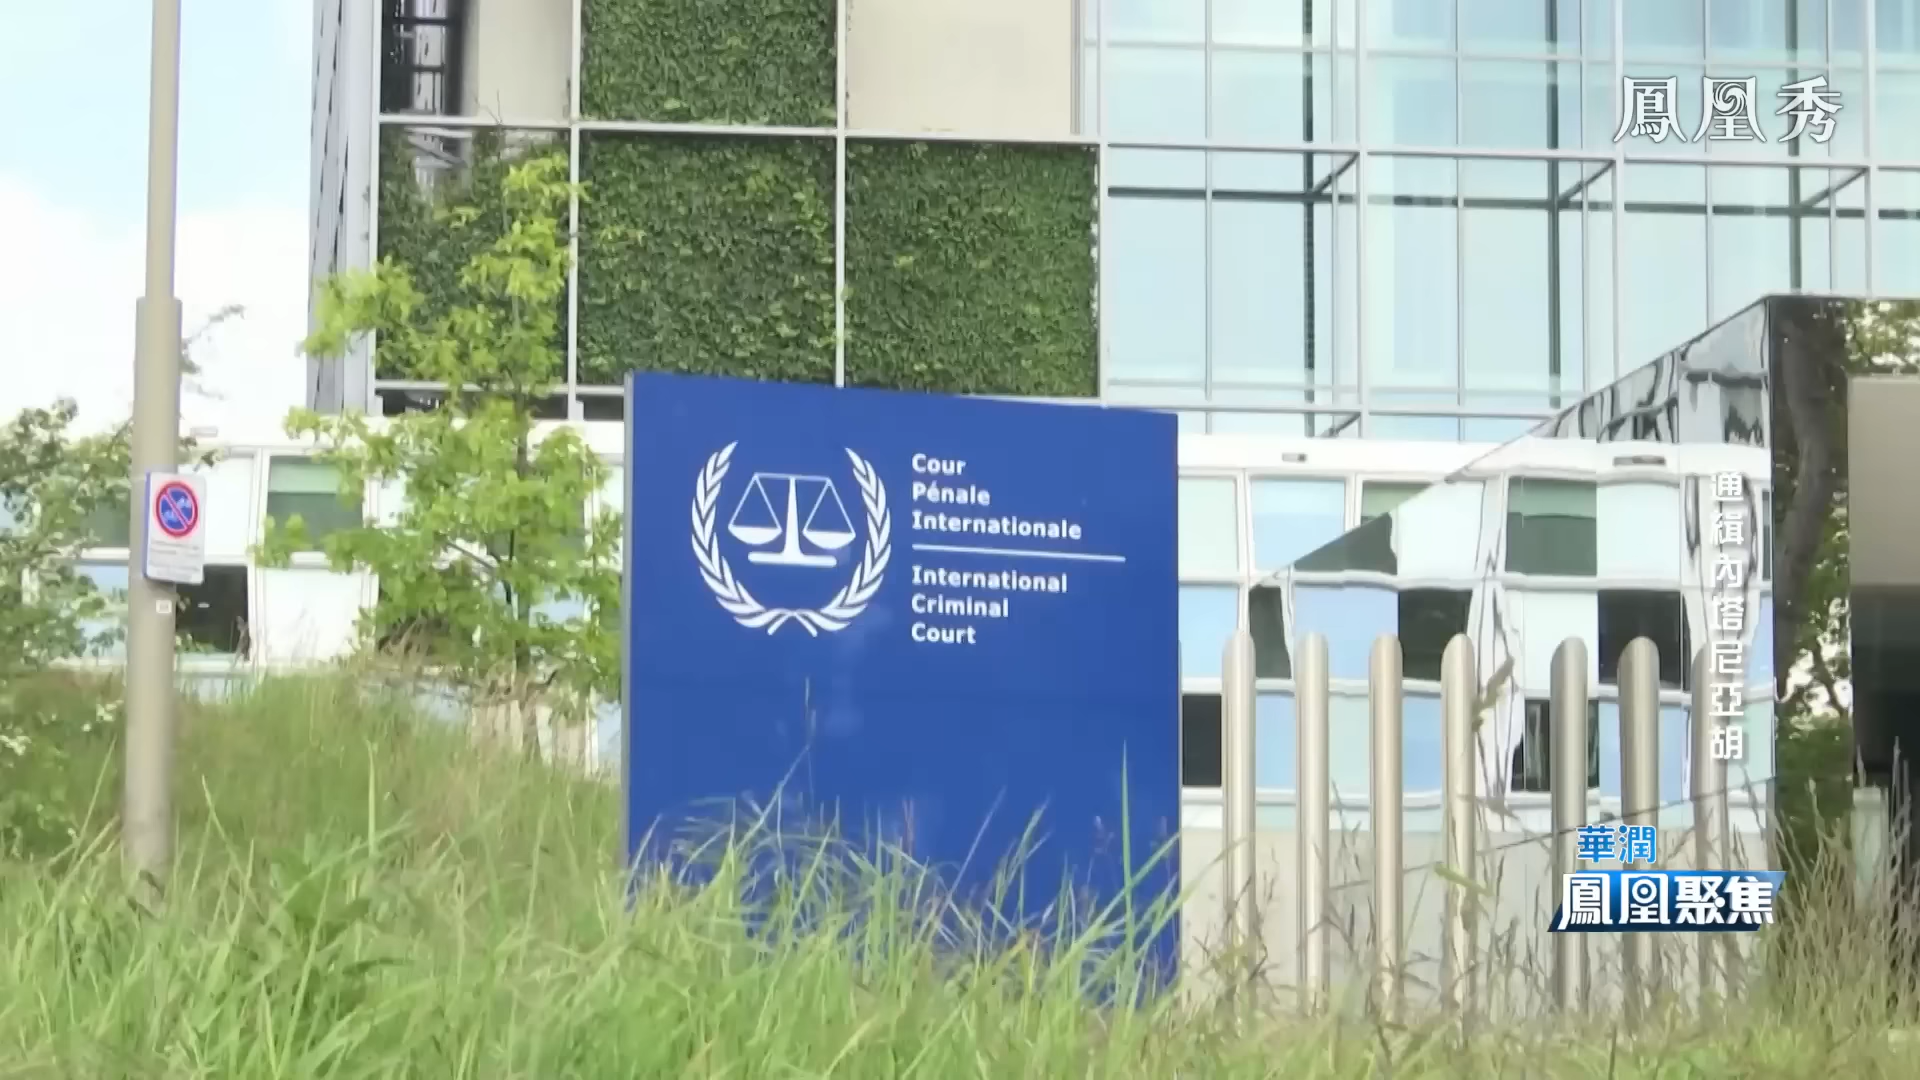 鳳凰秀
Cour
Pénale
Internationale
International
Criminal
Court
通緝內塔尼亞胡
華潤
鳳凰聚焦